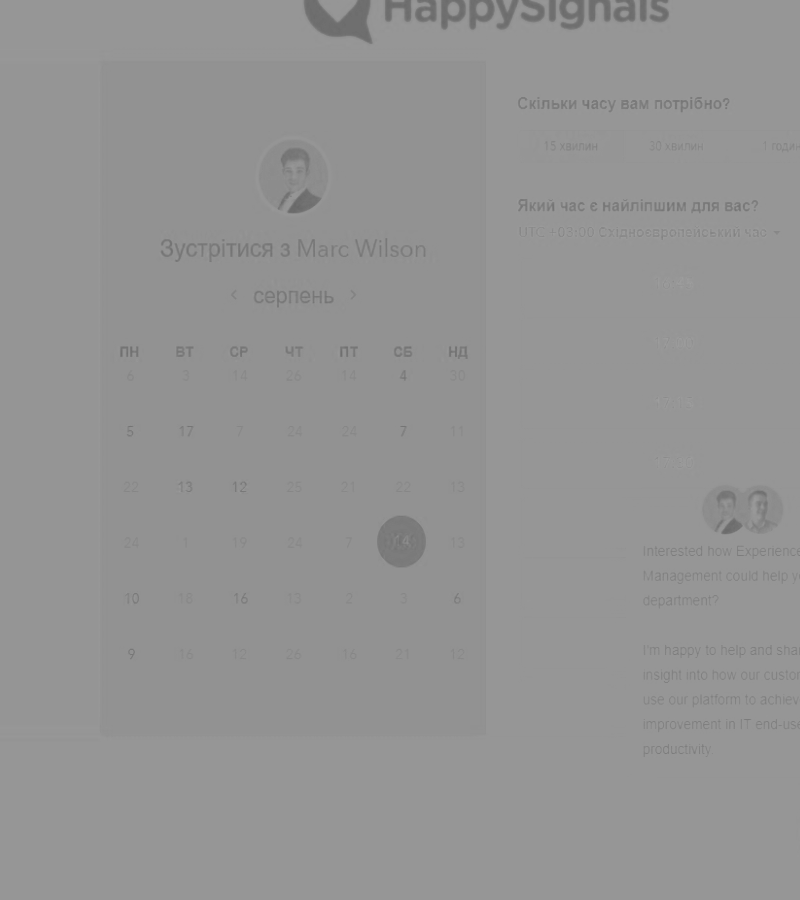 HappySignals
Зустрітися з Marc Wilson
серпень
ПН ВТ СР ЧТ ПТ СБ НД
6 3 14 26 14 4 30
5 17 7 24 24 7 11
22 13 12 25 21 22 13
24 1 19 24 7 13
10 18 16 13 2 3 6
9 16 12 26 16 21 12
Скільки часу вам потрібно?
15 хвилин 30 хвилин 1 годин
Який час є найліпшим для вас?
UTC +03:00 Східноєвропейський час
Interested how Experience
Management could help yo
department?
I'm happy to help and shar
insight into how our custom
use our platform to achiev
improvement in IT end-use
productivity